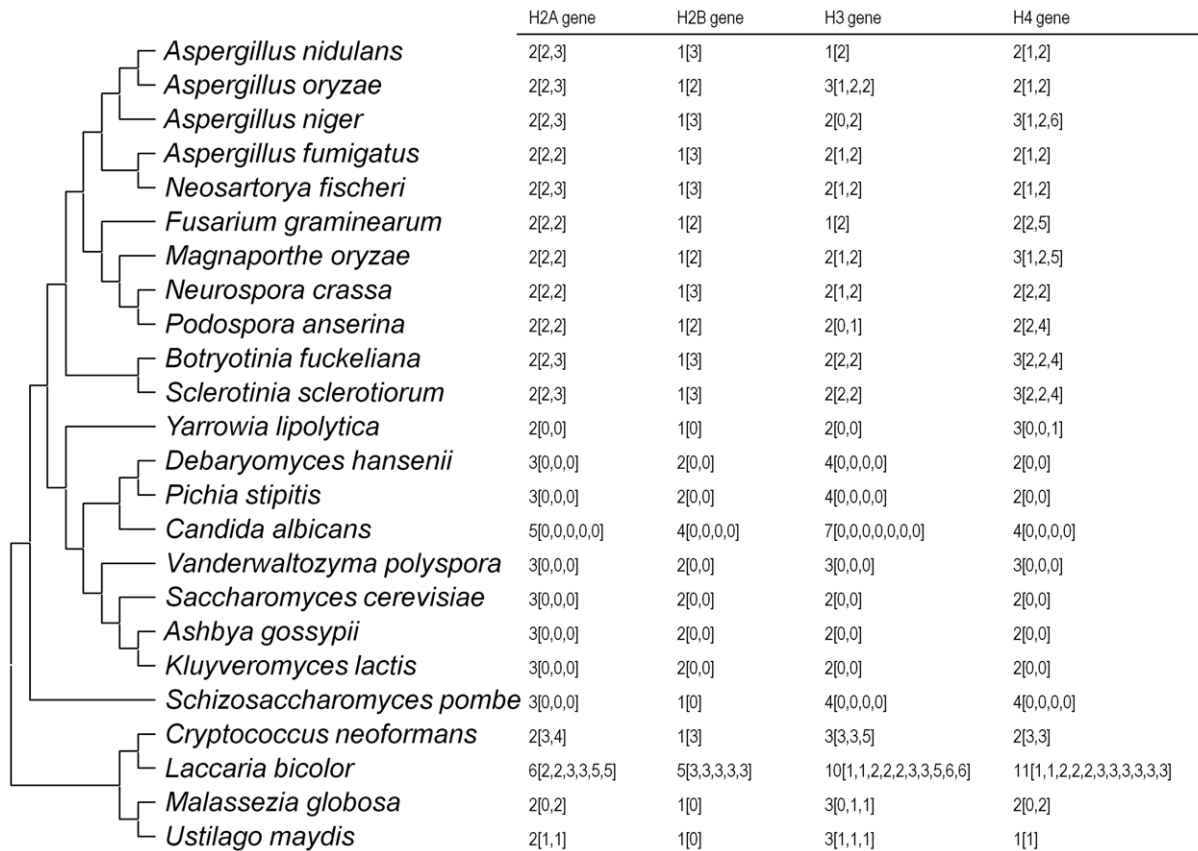 H2A gene H2B gene H3 gene H4 gene
Aspergillus nidulans 2[2,3] 1[3] 1[2] 2[1,2]
Aspergillus oryzae 2[2,3] 1[2] 3[1,2,2] 2[1,2]
Aspergillus niger 2[2,3] 1[3] 2[0,2] 3[1,2,6]
Aspergillus fumigatus 2[2,2] 1[3] 2[1,2] 2[1,2]
Neosartorya fischeri 2[2,3] 1[3] 2[1,2] 2[1,2]
Fusarium graminearum 2[2,2] 1[2] 1[2] 2[2,5]
Magnaporthe oryzae 2[2,2] 1[2] 2[1,2] 3[1,2,5]
Neurospora crassa 2[2,2] 1[3] 2[1,2] 2[2,2]
Podospora anserina 2[2,2] 1[2] 2[0,1] 2[2,4]
Botryotinia fuckeliana 2[2,3] 1[3] 2[2,2] 3[2,2,4]
Sclerotinia sclerotiorum 2[2,3] 1[3] 2[2,2] 3[2,2,4]
Yarrowia lipolytica 2[0,0] 1[0] 2[0,0] 3[0,0,1]
Debaryomyces hansenii 3[0,0,0] 2[0,0] 4[0,0,0,0] 2[0,0]
Pichia stipitis 3[0,0,0] 2[0,0] 4[0,0,0,0] 2[0,0]
Candida albicans 5[0,0,0,0,0] 4[0,0,0,0] 7[0,0,0,0,0,0,0] 4[0,0,0,0]
Vanderwaltozyma polyspora 3[0,0,0] 2[0,0] 3[0,0,0] 3[0,0,0]
Saccharomyces cerevisiae 3[0,0,0] 2[0,0] 2[0,0] 2[0,0]
Ashbya gossypii 3[0,0,0] 2[0,0] 2[0,0] 2[0,0]
Kluyveromyces lactis 3[0,0,0] 2[0,0] 2[0,0] 2[0,0]
Schizosaccharomyces pombe 3[0,0,0] 1[0] 4[0,0,0,0] 4[0,0,0,0]
Cryptococcus neoformans 2[3,4] 1[3] 3[3,3,5] 2[3,3]
Laccaria bicolor 6[2,2,3,3,5,5] 5[3,3,3,3,3] 10[1,1,2,2,2,3,3,5,6,6] 11[1,1,2,2,2,3,3,3,3,3,3]
Malassezia globosa 2[0,2] 1[0] 3[0,1,1] 2[0,2]
Ustilago maydis 2[1,1] 1[0] 3[1,1,1] 1[1]